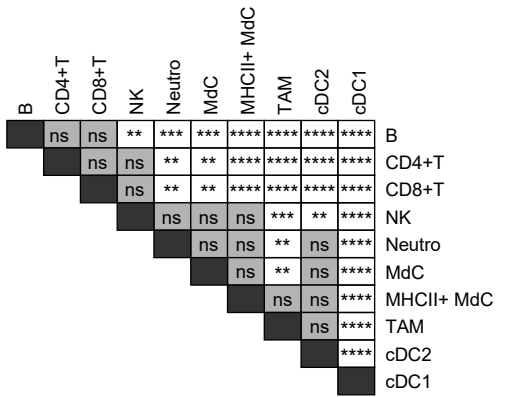 B CD4+T CD8+T NK Neutro MdC MHCII+ MdC TAM cDC2 cDC1
ns ns ** *** *** **** **** **** **** B
ns ns ** ** **** **** **** **** CD4+T
ns ** ** **** **** **** **** CD8+T
ns ns ns *** ** **** NK
ns ns ** ns **** Neutro
ns ** ns **** MdC
ns ns **** MHCII+ MdC
ns **** TAM
**** cDC2
cDC1